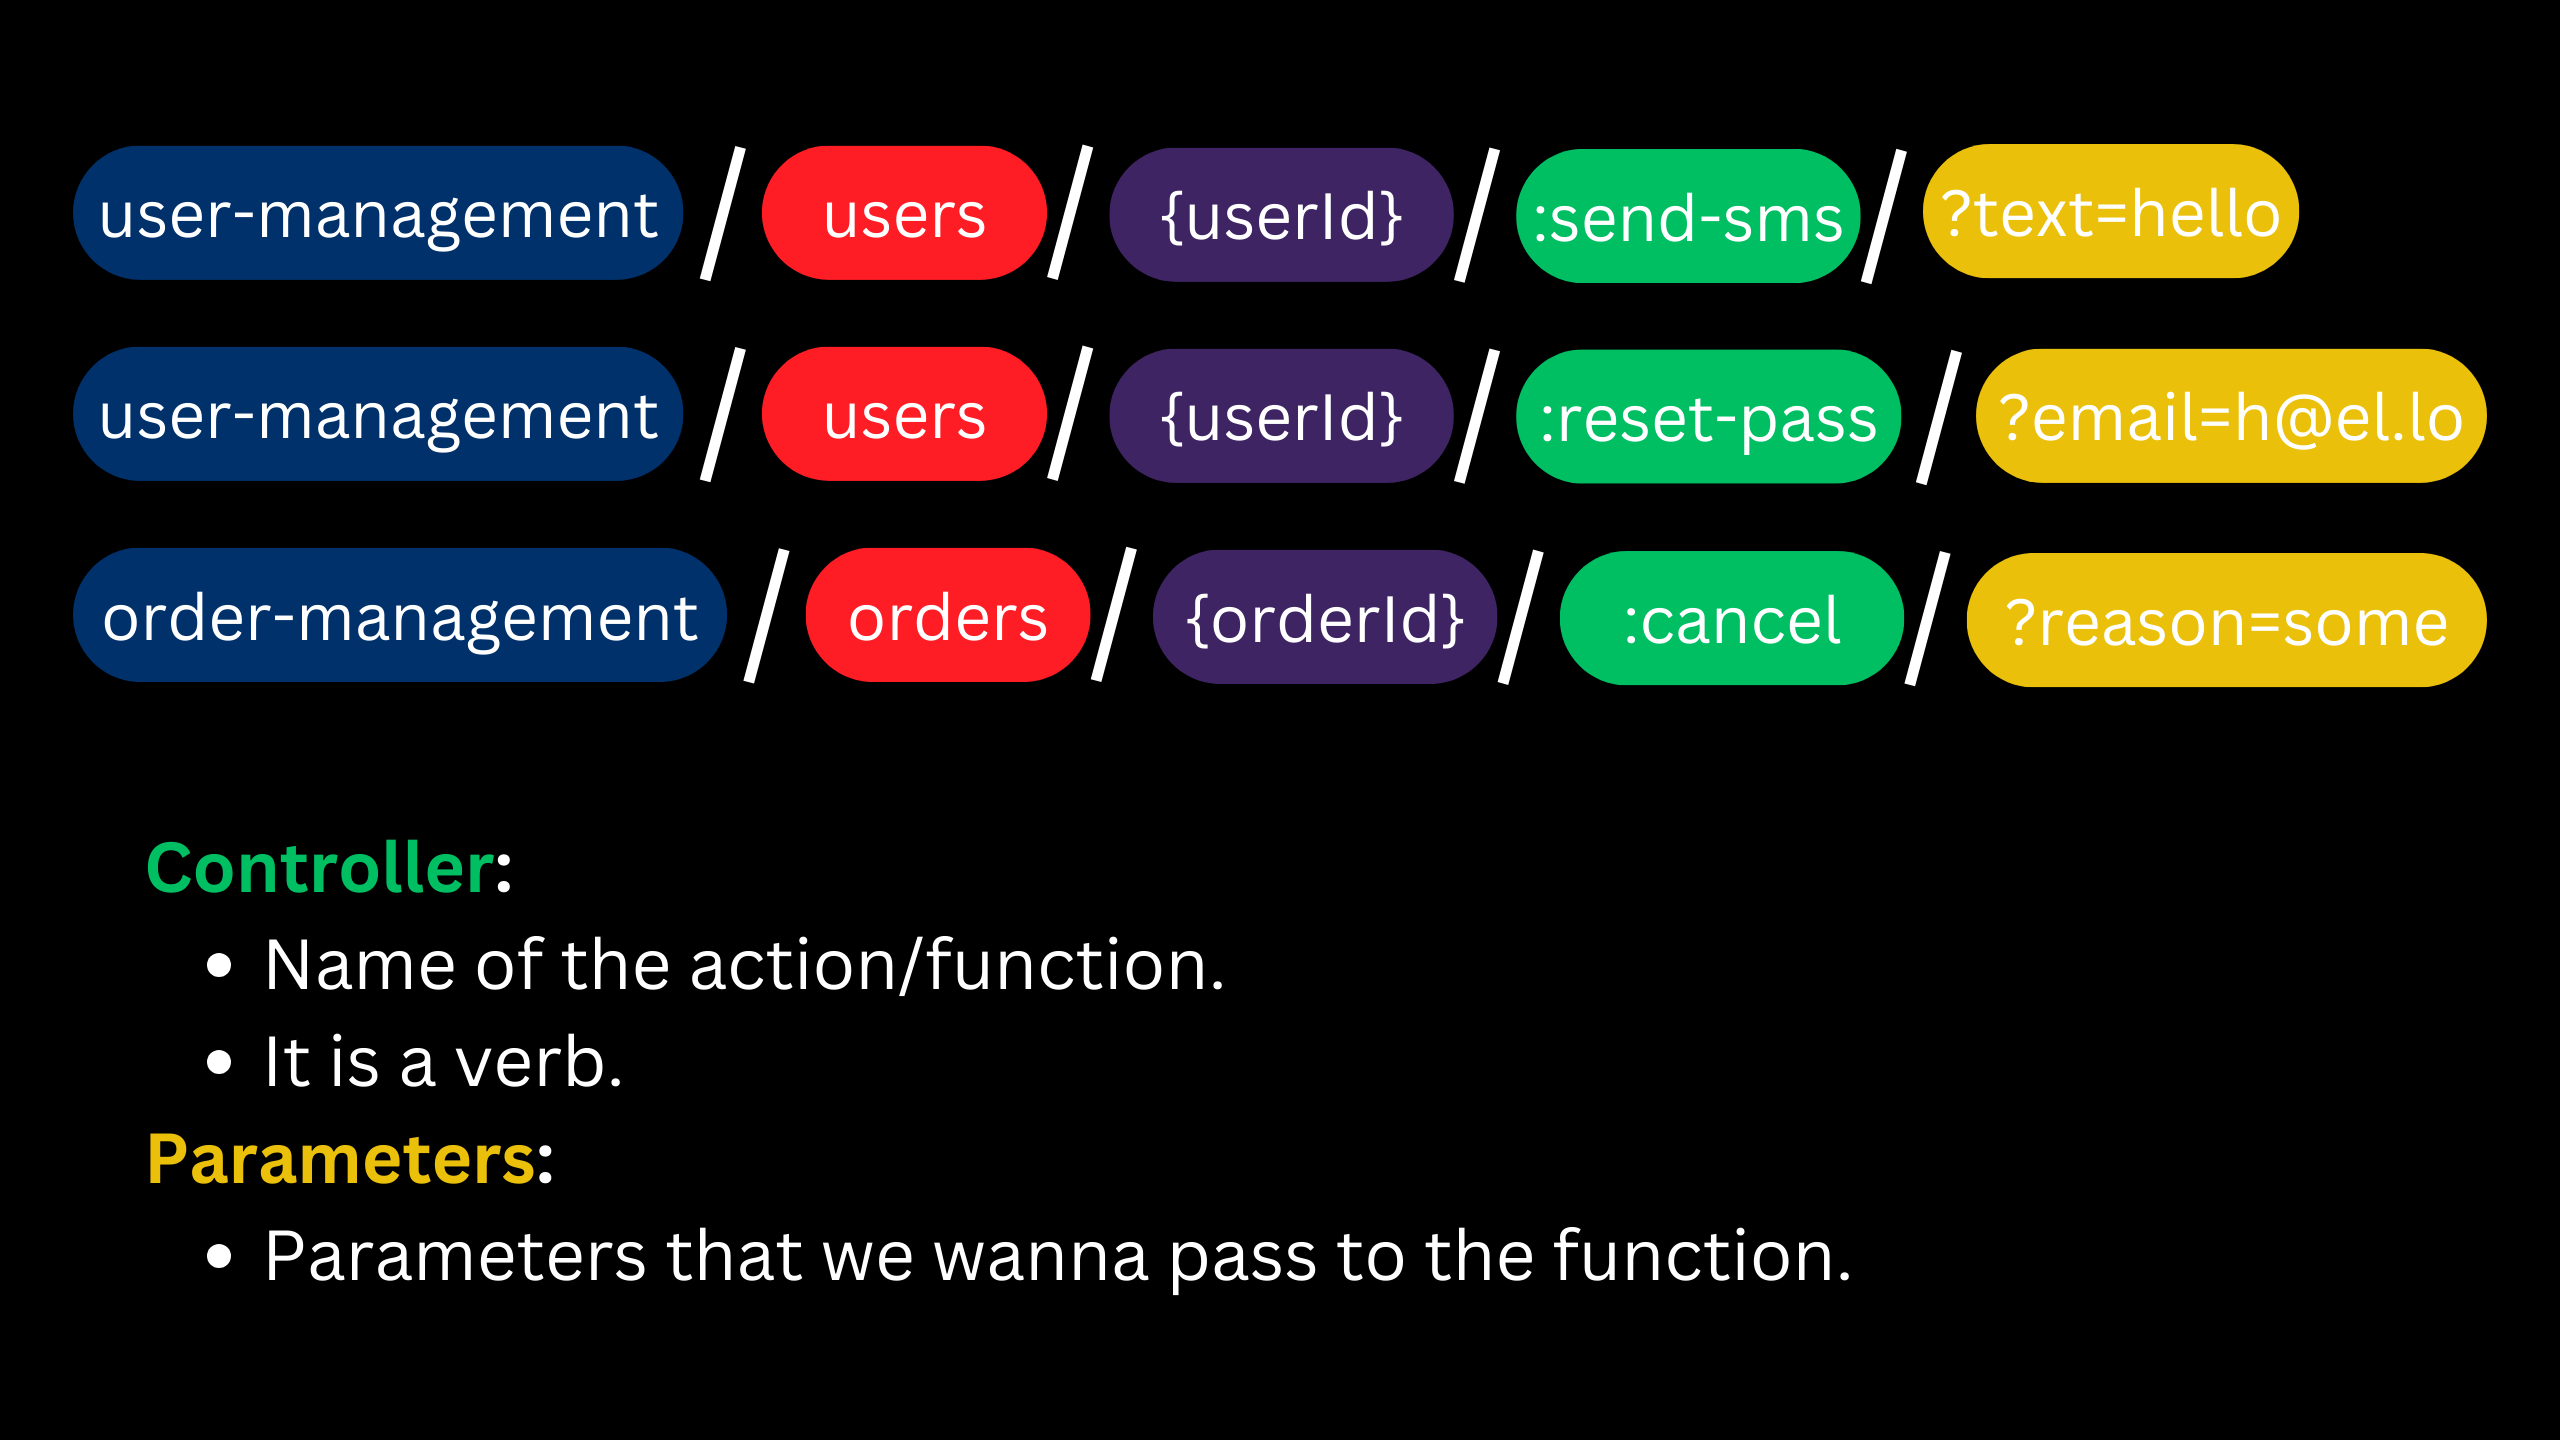 user-management / users / {userId} / :send-sms / ?text=hello
user-management / users / {userId} / :reset-pass / ?email=h@el.lo
order-management / orders / {orderId} / :cancel / ?reason=some
Controller:
• Name of the action/function.
• It is a verb.
Parameters:
• Parameters that we wanna pass to the function.